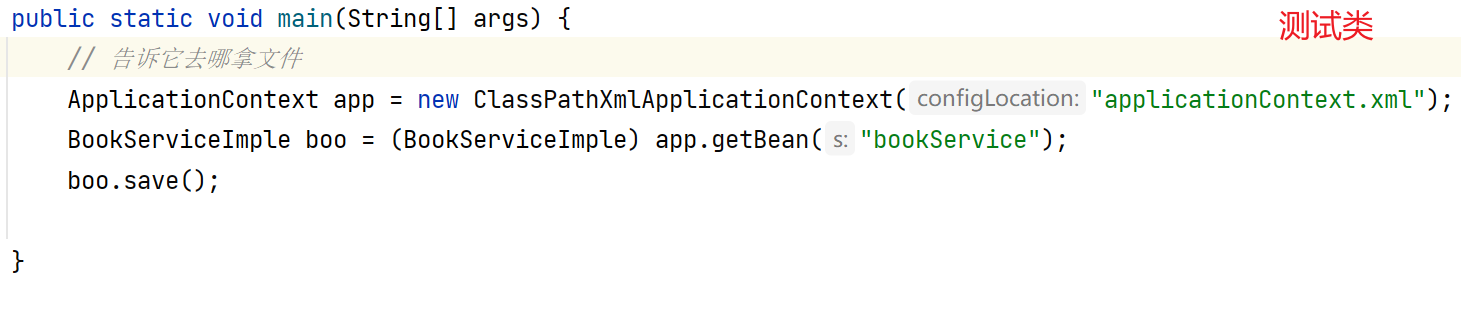 public static void main(String[] args) {
测试类
// 告诉它去哪拿文件
ApplicationContext app = new ClassPathXmlApplicationContext( configLocation: "applicationContext.xml");
BookServiceImple boo = (BookServiceImple) app.getBean( s: "bookService");
boo.save();
}